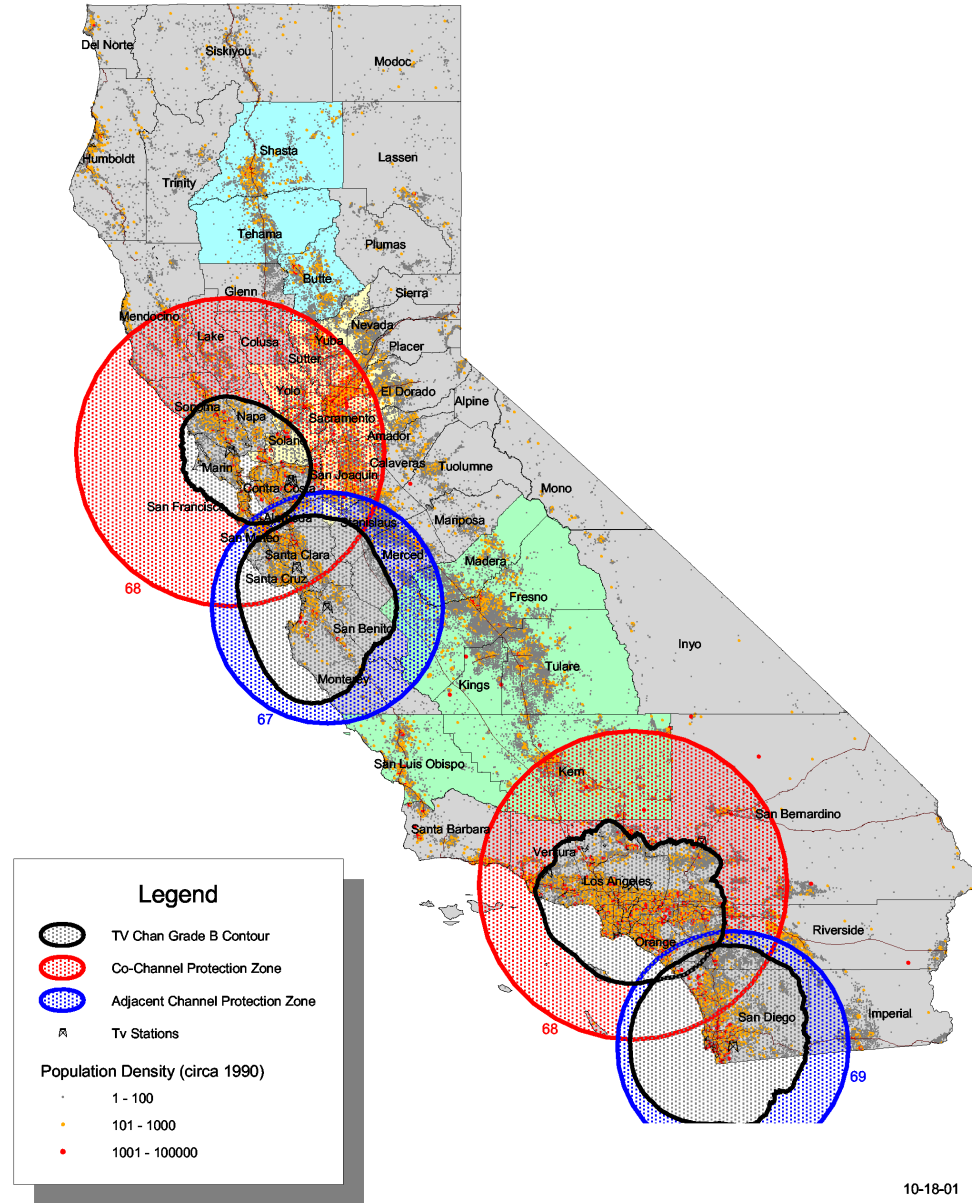 Del Norte
Siskiyou
Modoc
Humboldt
Trinity
Shasta
Lassen
Tehama
Plumas
Butte
Glenn
Sierra
Mendocino
Lake
Colusa
Yuba
Nevada
Sutter
Placer
Yolo
El Dorado
Alpine
Sonoma
Napa
Sacramento
Amador
Solano
Marin
Calaveras
Tuolumne
San Joaquin
Contra Costa
Mono
San Francisco
Alameda
Stanislaus
Mariposa
San Mateo
Santa Clara
Merced
Madera
Santa Cruz
68
Fresno
San Benito
Inyo
Tulare
Monterey
Kings
67
San Luis Obispo
Kern
Santa Barbara
San Bernardino
Ventura
Los Angeles
Orange
Riverside
San Diego
Imperial
68
69
Legend
TV Chan Grade B Contour
Co-Channel Protection Zone
Adjacent Channel Protection Zone
Tv Stations
Population Density (circa 1990)
1 - 100
101 - 1000
1001 - 100000
10-18-01